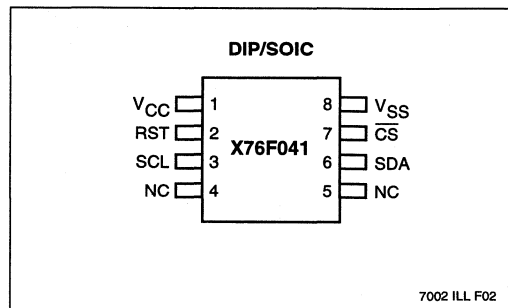 DIP/SOIC
VCC 1 8 VSS
RST 2 7 C̅S̅
X76F041
SCL 3 6 SDA
NC 4 5 NC
7002 ILL F02